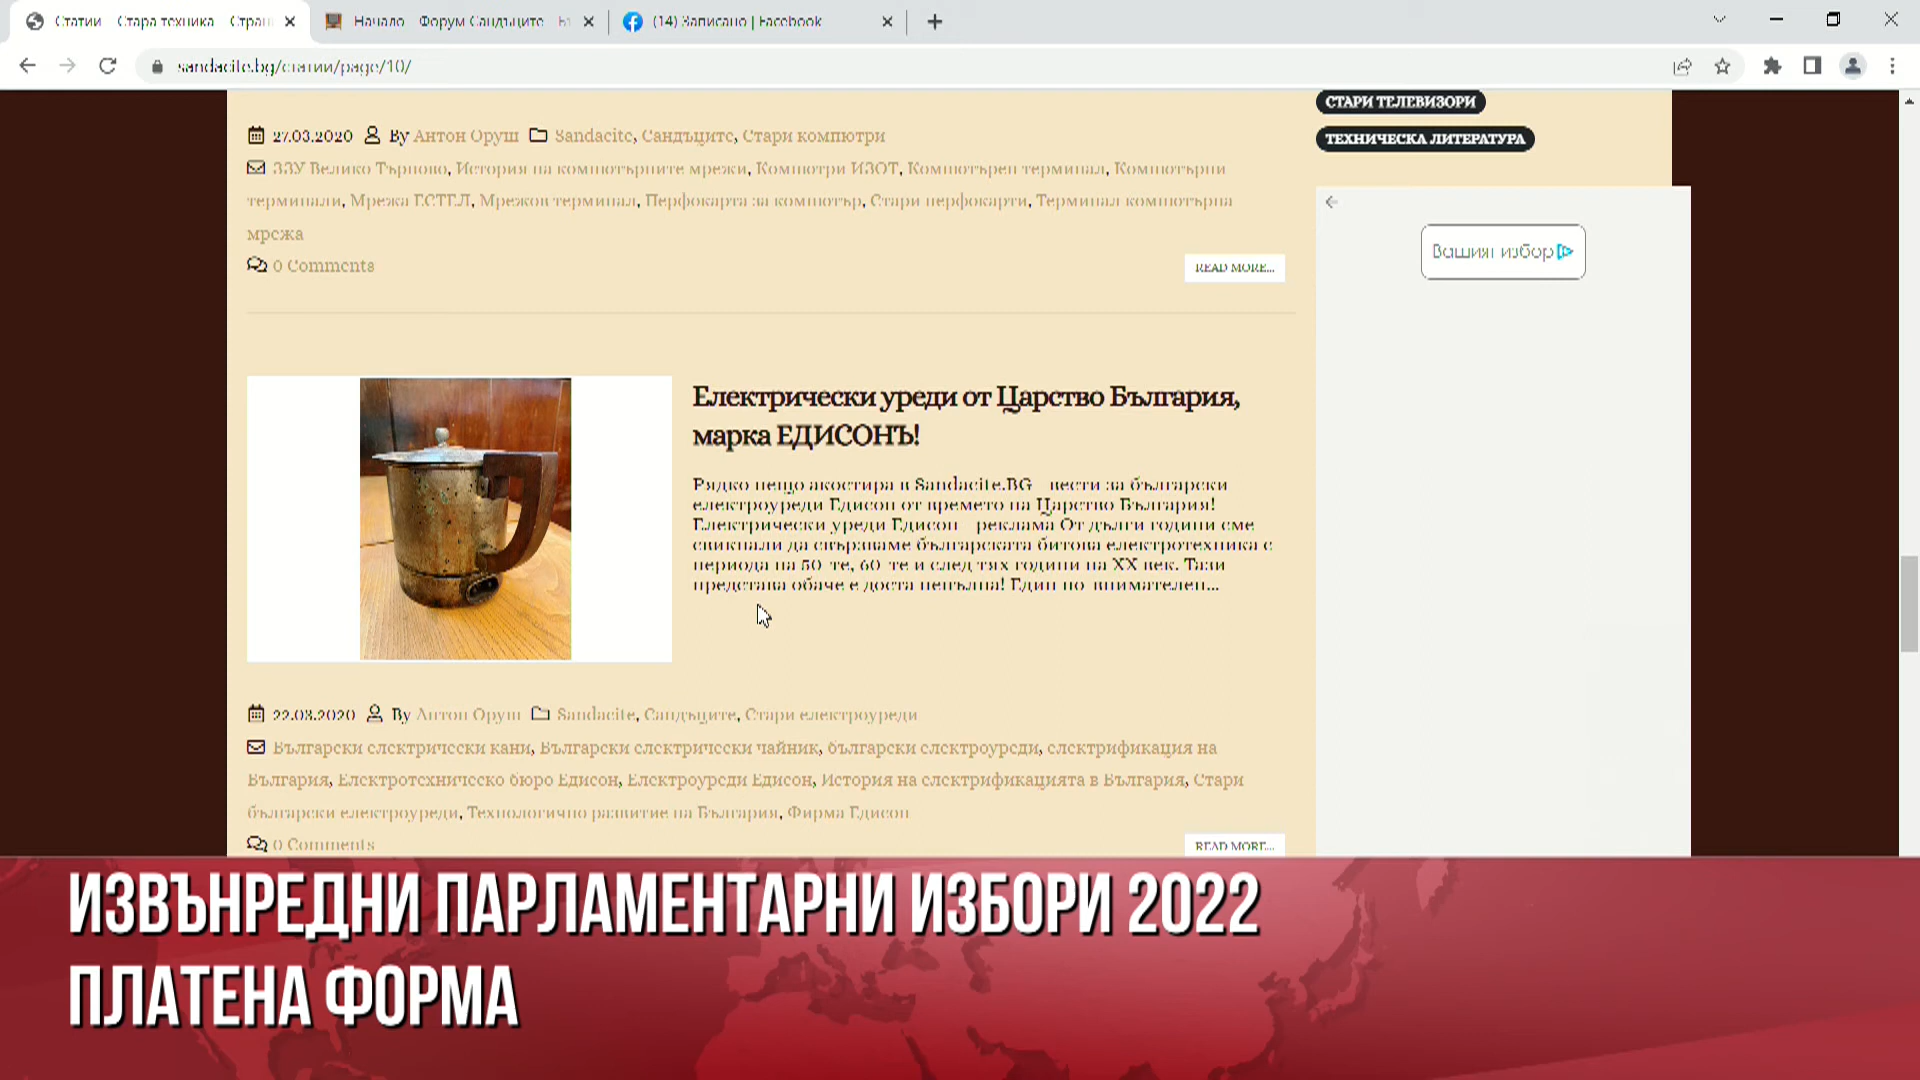 Статии Стара техника Стран
Начало Форум Сандъците Бъ
(14) Записано | Facebook
sandacite.bg/статии/page/10/
СТАРИ ТЕЛЕВИЗОРИ
ТЕХНИЧЕСКА ЛИТЕРАТУРА
27.03.2020 By Антон Оруш Sandacite, Сандъците, Стари компютри
ЗЗУ Велико Търново, История на компютърните мрежи, Компютри ИЗОТ, Компютърен терминал, Компютърни
терминали, Мрежа ЕСТЕЛ, Мрежов терминал, Перфокарта за компютър, Стари перфокарти, Терминал компютърна
мрежа
0 Comments
READ MORE...
Вашият избор
Електрически уреди от Царство България,
марка ЕДИСОНЪ!
Рядко нещо акостира в Sandacite.BG вести за български
електроуреди Едисон от времето на Царство България!
Електрически уреди Едисон реклама От дълги години сме
свикнали да свързваме българската битова електротехника с
периода на 50 те, 60 те и след тях години на XX век. Тази
представа обаче е доста непълна! Един по внимателен...
22.03.2020 By Антон Оруш Sandacite, Сандъците, Стари електроуреди
Български електрически кани, Български електрически чайник, български електроуреди, електрификация на
България, Електротехническо бюро Едисон, Електроуреди Едисон, История на електрификацията в България, Стари
български електроуреди, Технологично развитие на България, Фирма Едисон
0 Comments
READ MORE...
ИЗВЪНРЕДНИ ПАРЛАМЕНТАРНИ ИЗБОРИ 2022
ПЛАТЕНА ФОРМА